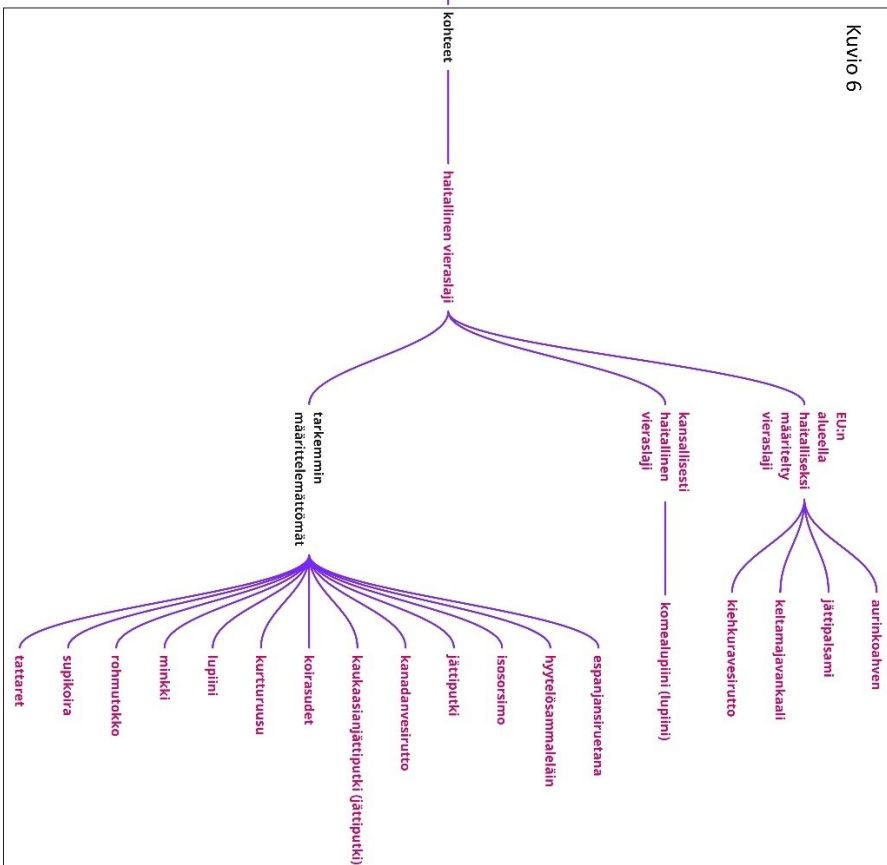 Kuvio 6
kohteet
haitallinen vieraslaji
EU:n
alueella
haitalliseksi
määritelty
vieraslaji
aurinkoahven
jättipalsami
keltamajavankaali
kiehkuravesirutto
kansallisesti
haitallinen
vieraslaji
komealupiini (lupiini)
tarkemmin
määrittelemättömät
espanjansiruetana
hyytelösammaleläin
isosorsimo
jättiputki
kanadanvesirutto
kaukaasianjättiputki (jättiputki)
koirasudet
kurtturuusu
lupiini
minkki
rohmutokko
supikoira
tattaret